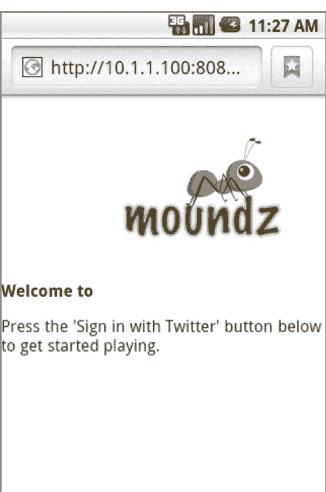 3G 11:27 AM
http://10.1.1.100:808...
moundz
Welcome to
Press the 'Sign in with Twitter' button below
to get started playing.